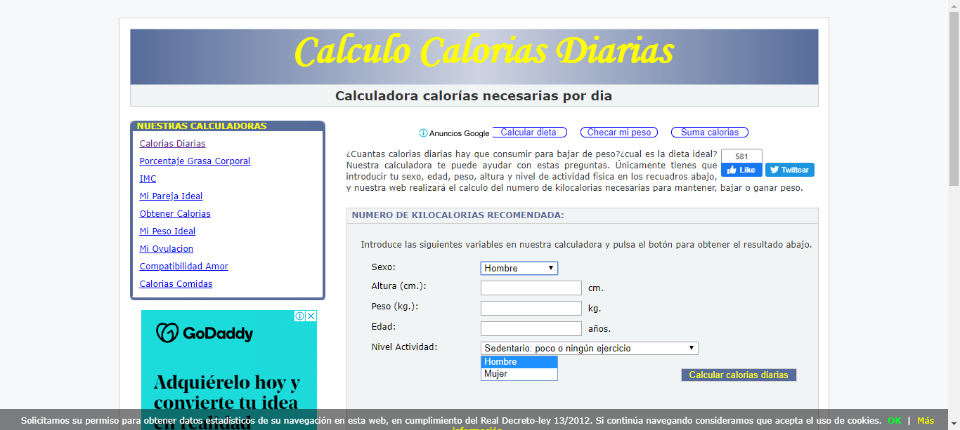 Calculo Calorias Diarias
Calculadora calorías necesarias por dia
NUESTRAS CALCULADORAS
Calorias Diarias
Porcentaje Grasa Corporal
IMC
Mi Pareja Ideal
Obtener Calorias
Mi Peso Ideal
Mi Ovulacion
Compatibilidad Amor
Calorias Comidas
GoDaddy
Adquiérelo hoy y
convierte tu idea
en realidad
Anuncios Google Calcular dieta Checar mi peso Suma calorias
¿Cuantas calorias diarias hay que consumir para bajar de peso?¿cual es la dieta ideal?
Nuestra calculadora te puede ayudar con estas preguntas. Únicamente tienes que
introducir tu sexo, edad, peso, altura y nivel de actividad física en los recuadros abajo,
y nuestra web realizará el calculo del numero de kilocalorias necesarias para mantener, bajar o ganar peso.
581
Like
Twittear
NUMERO DE KILOCALORIAS RECOMENDADA:
Introduce las siguientes variables en nuestra calculadora y pulsa el botón para obtener el resultado abajo.
Sexo: Hombre
Altura (cm.): cm.
Peso (kg.): kg.
Edad: años.
Nivel Actividad: Sedentario: poco o ningún ejercicio
Hombre
Mujer
Calcular calorias diarias
Solicitamos su permiso para obtener datos estadísticos de su navegación en esta web, en cumplimiento del Real Decreto-ley 13/2012. Si continúa navegando consideramos que acepta el uso de cookies. OK | Más
información